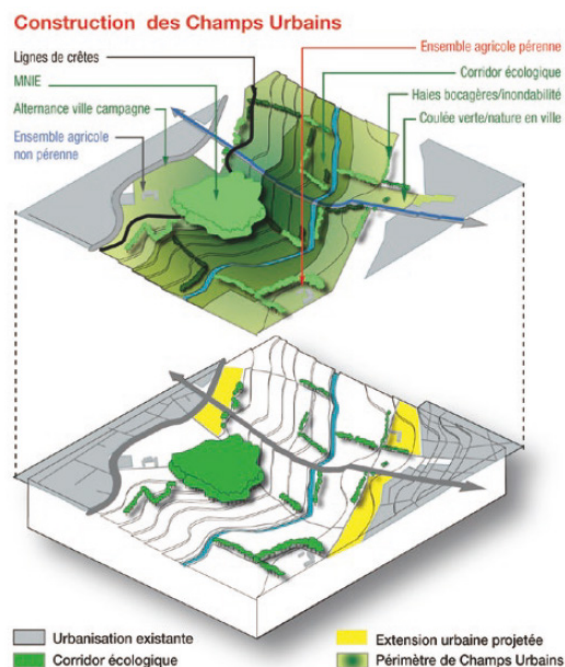 Construction des Champs Urbains
Lignes de crêtes
MNIE
Alternance ville campagne
Ensemble agricole
non pérenne
Ensemble agricole pérenne
Corridor écologique
Haies bocagères/inondabilité
Coulée verte/nature en ville
Urbanisation existante
Corridor écologique
Extension urbaine projetée
Périmètre de Champs Urbains